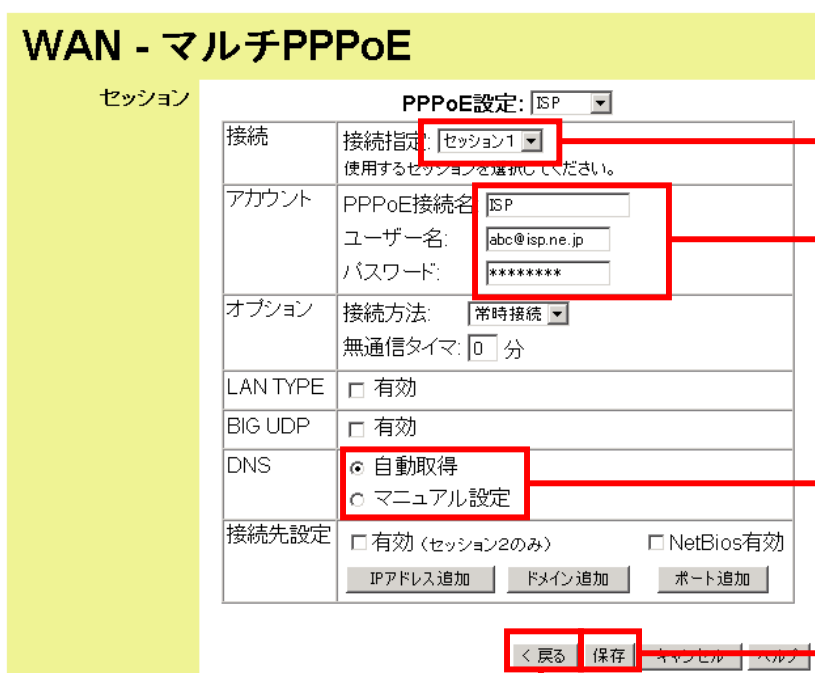 WAN - マルチPPPoE
セッション
PPPoE設定: ISP
接続
接続指定: セッション1
使用するセッションを選択してください。
アカウント
PPPoE接続名 ISP
ユーザー名: abc@isp.ne.jp
パスワード: ********
オプション
接続方法: 常時接続
無通信タイマ: 0 分
LAN TYPE 有効
BIG UDP 有効
DNS
自動取得
マニュアル設定
接続先設定
有効 (セッション2のみ) NetBios有効
IPアドレス追加 ドメイン追加 ポート追加
< 戻る 保存 キャンセル ヘルプ